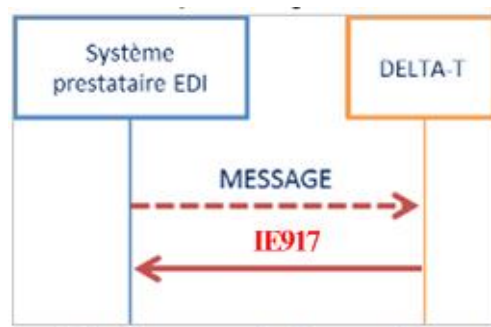 Système
prestataire EDI
DELTA-T
MESSAGE
IE917